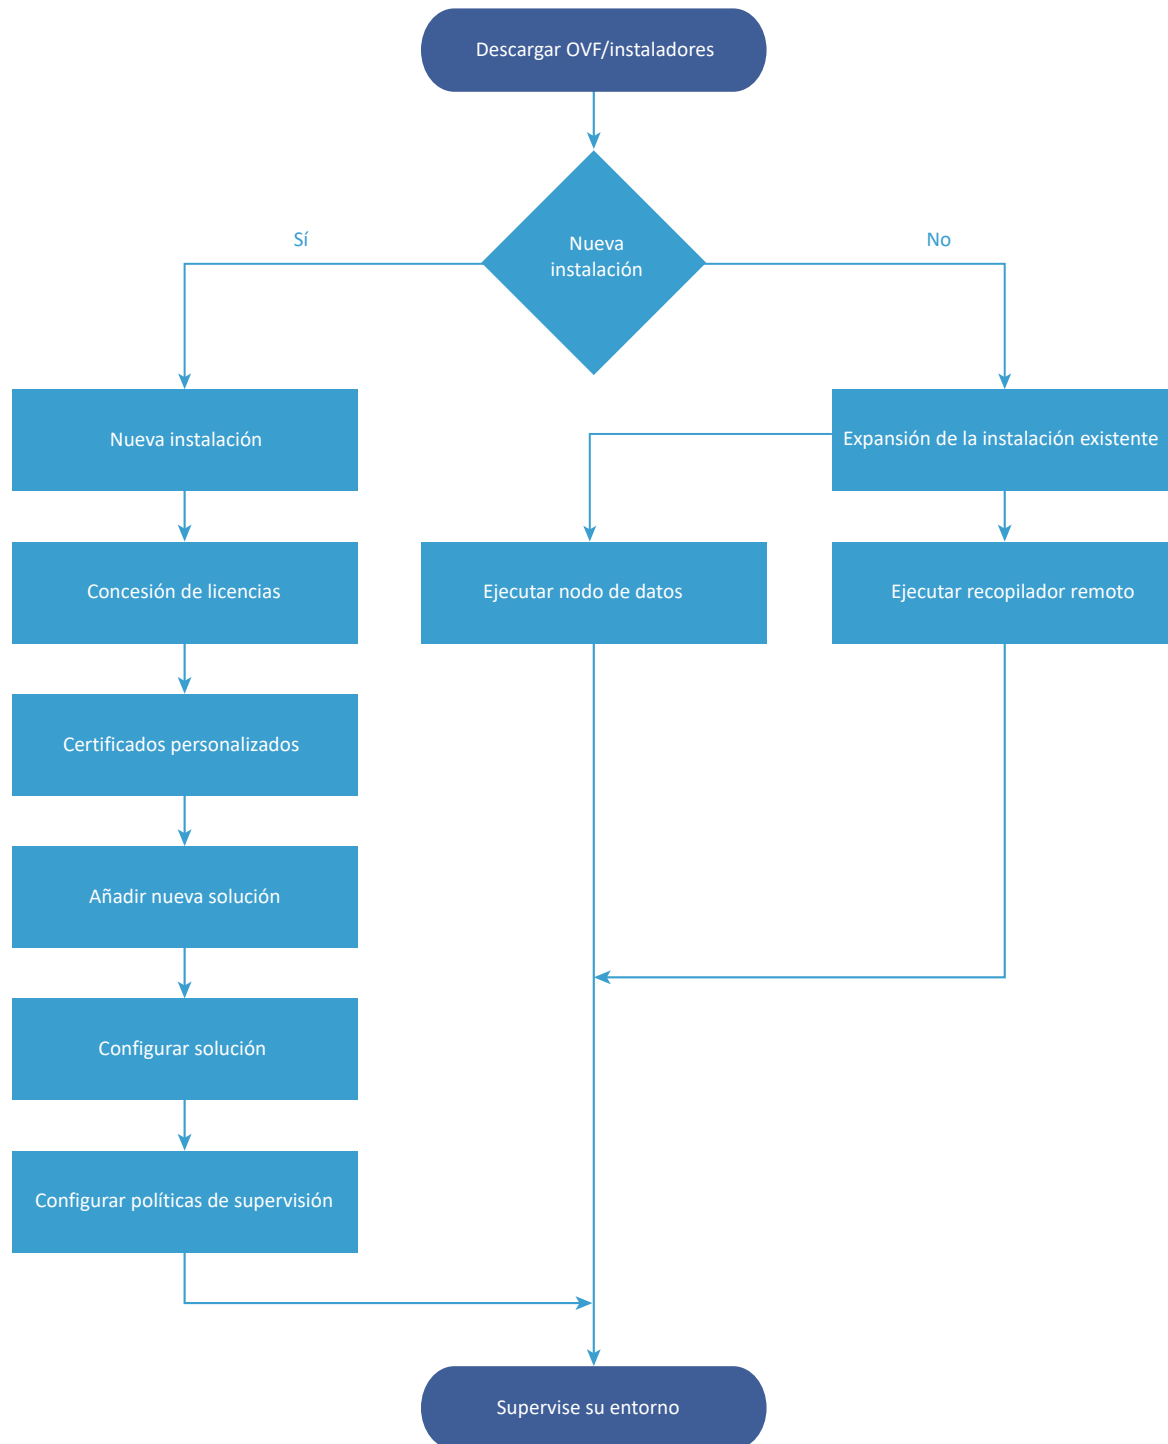 Descargar OVF/instaladores
Nueva
instalación
Sí
No
Nueva instalación
Expansión de la instalación existente
Concesión de licencias
Ejecutar nodo de datos
Ejecutar recopilador remoto
Certificados personalizados
Añadir nueva solución
Configurar solución
Configurar políticas de supervisión
Supervise su entorno